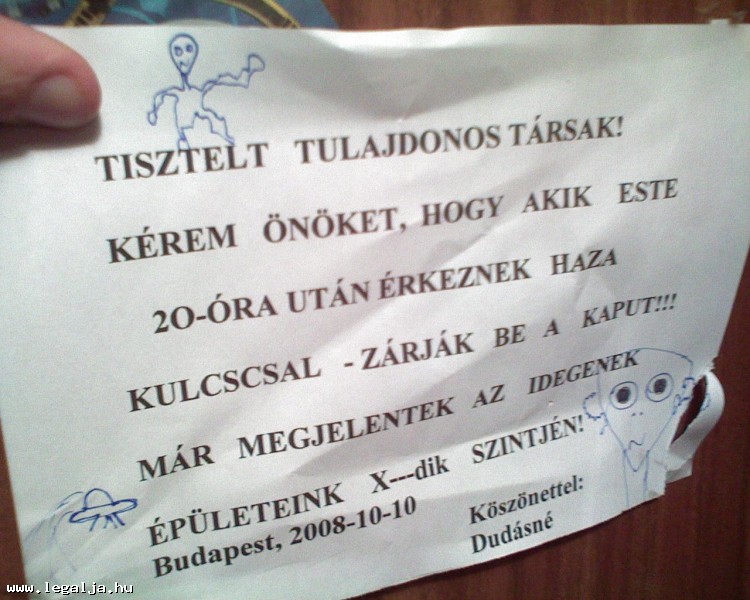 TISZTELT TULAJDONOS TÁRSAK!
KÉREM ÖNÖKET, HOGY AKIK ESTE
2O-ÓRA UTÁN ÉRKEZNEK HAZA
KULCSCSAL -ZÁRJÁK BE A KAPUT!!!
MÁR MEGJELENTEK AZ IDEGENEK
ÉPÜLETEINK X---dik SZINTJÉN!
Budapest, 2008-10-10
Köszönettel:
Dudásné
www.legalja.hu